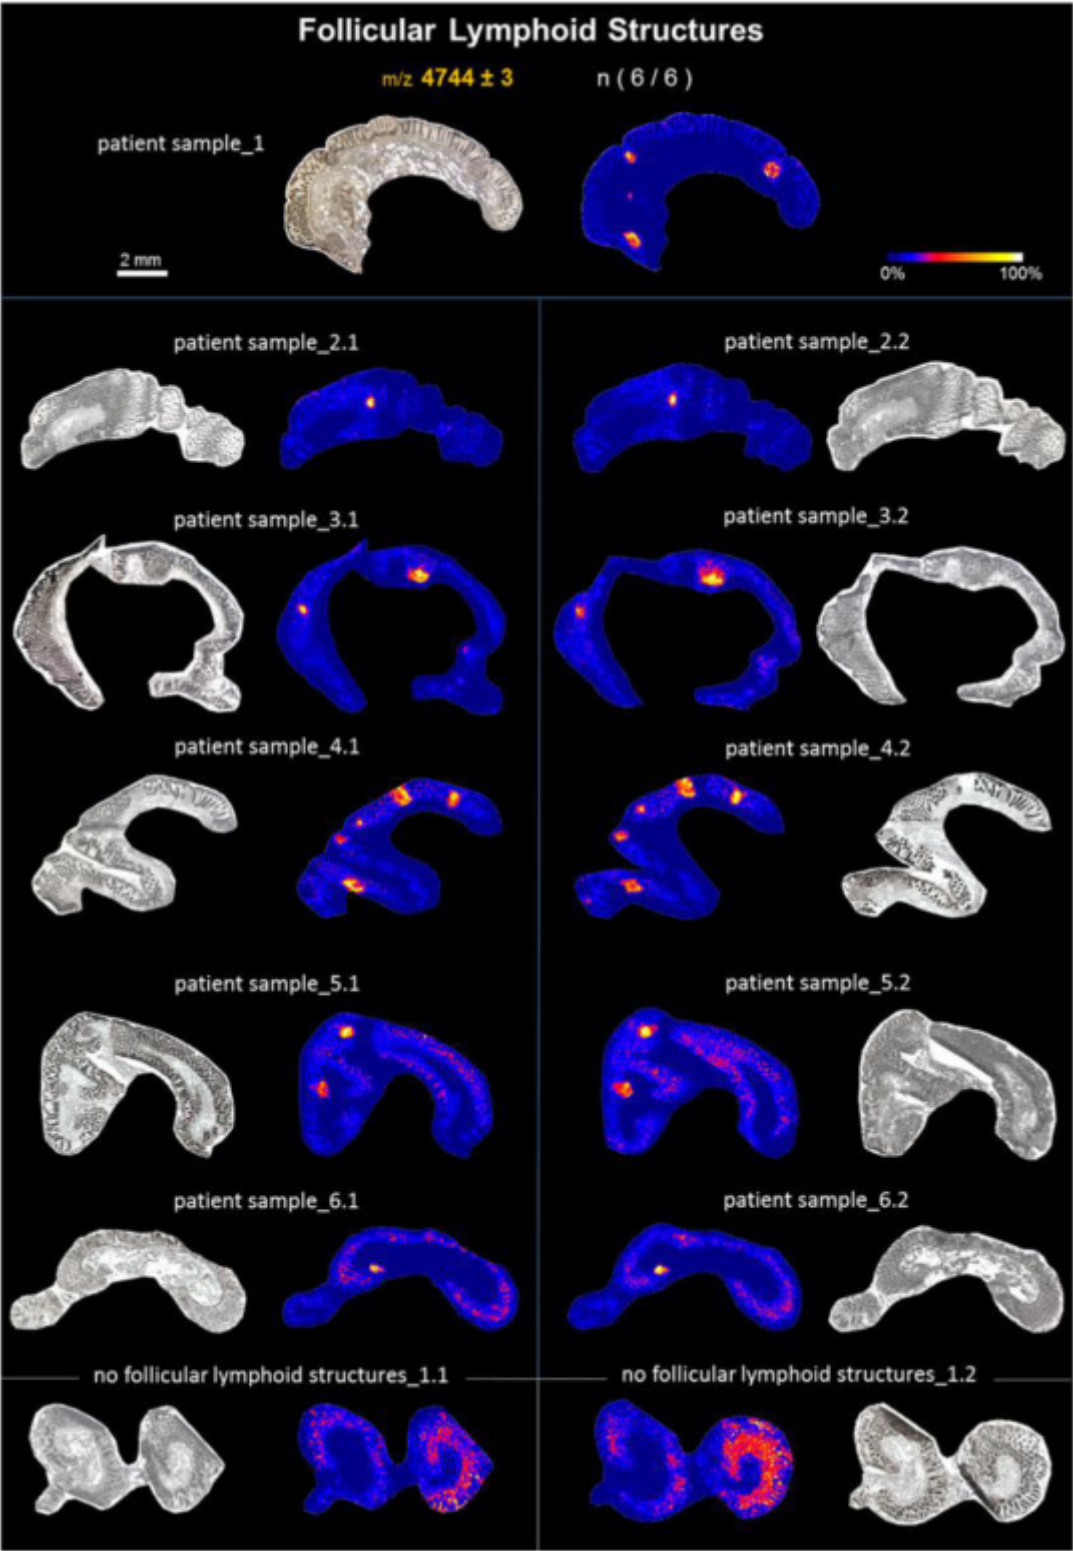 Follicular Lymphoid Structures
m/z 4744 ± 3 n ( 6 / 6 )
patient sample_1
2 mm
0% 100%
patient sample_2.1 patient sample_2.2
patient sample_3.1 patient sample_3.2
patient sample_4.1 patient sample_4.2
patient sample_5.1 patient sample_5.2
patient sample_6.1 patient sample_6.2
no follicular lymphoid structures_1.1 no follicular lymphoid structures_1.2